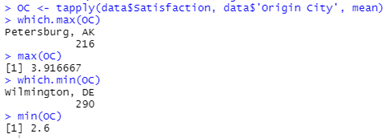 > OC <- tapply(data$Satisfaction, data$'Origin City', mean)
> which.max(OC)
Petersburg, AK
216
> max(OC)
[1] 3.916667
> which.min(OC)
Wilmington, DE
290
> min(OC)
[1] 2.6